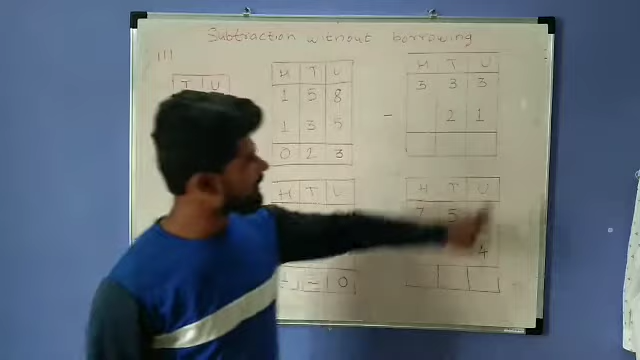 Subtraction without borrowing
T U
H T U
1 5 8
1 3 5
0 2 3
H T U
3 3 3
- 2 1
H T U
0
H T U
7 5
4